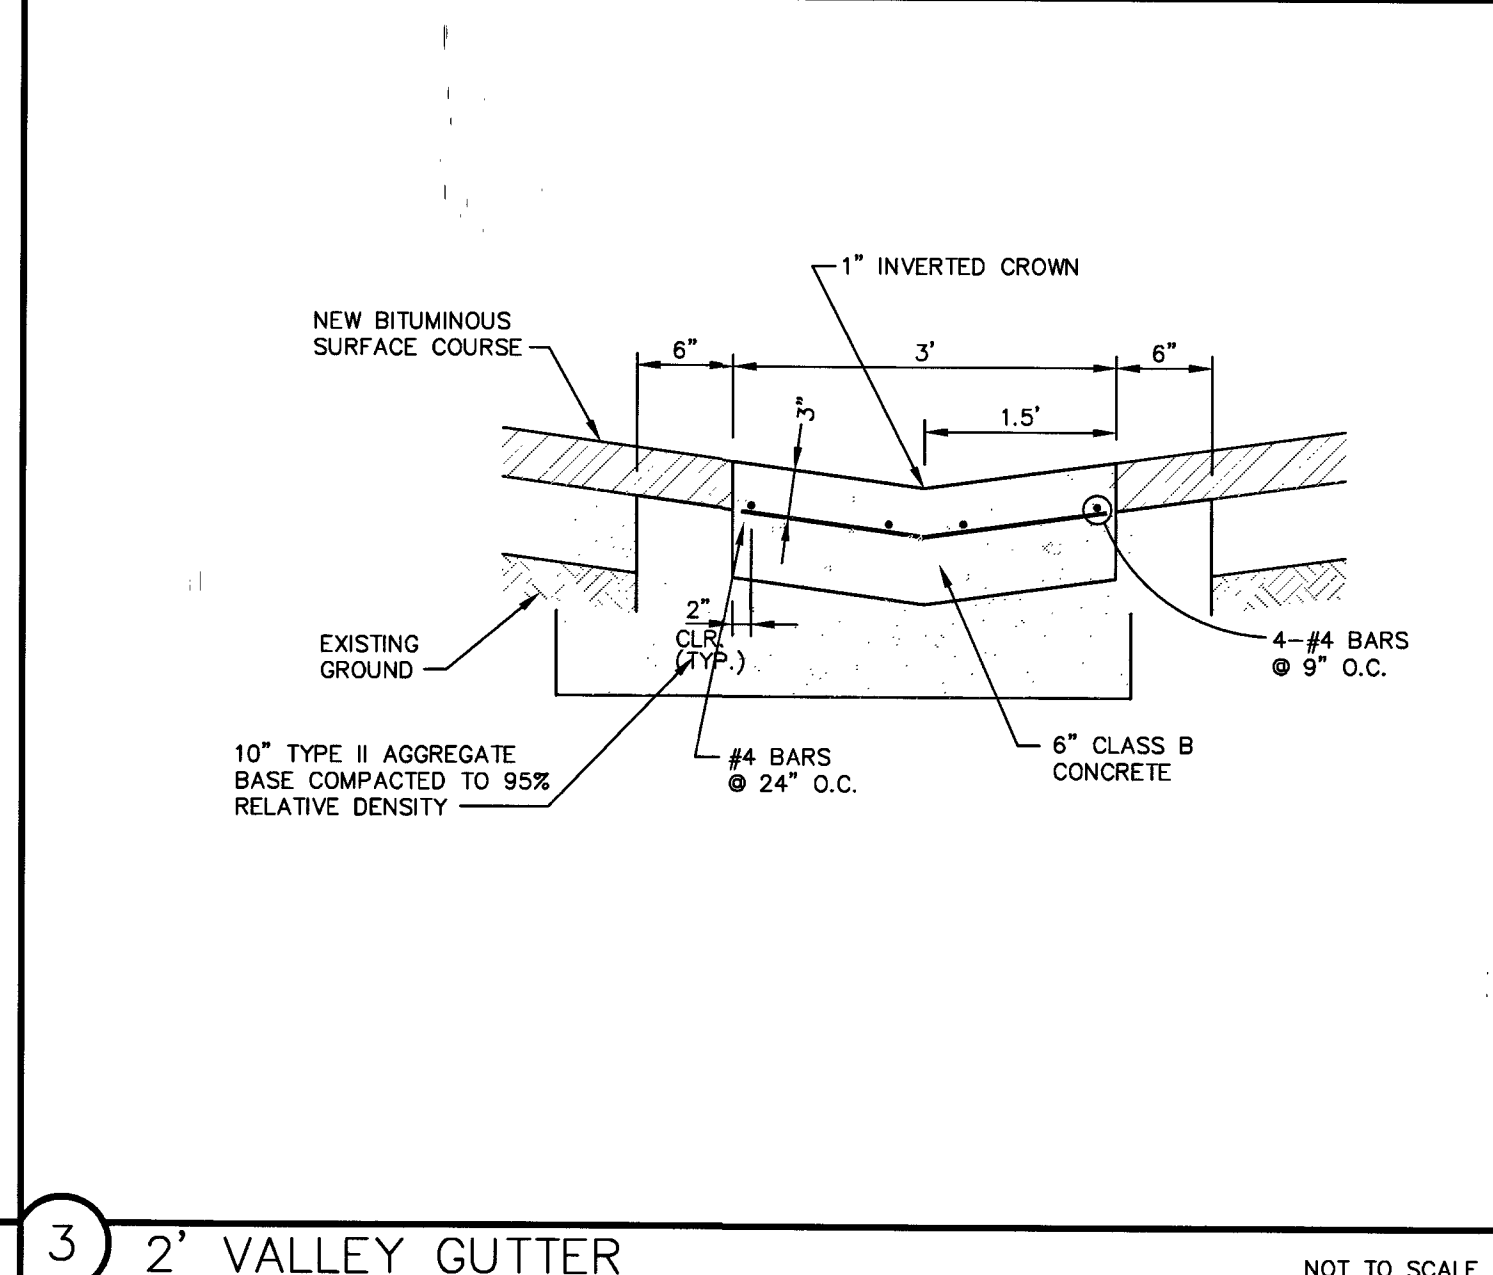 1" INVERTED CROWN
NEW BITUMINOUS
SURFACE COURSE
6"
3'
6"
3"
1.5'
2"
CLR.
(TYP.)
EXISTING
GROUND
4-#4 BARS
@ 9" O.C.
10" TYPE II AGGREGATE
BASE COMPACTED TO 95%
RELATIVE DENSITY
#4 BARS
@ 24" O.C.
6" CLASS B
CONCRETE
3
2' VALLEY GUTTER
NOT TO SCALE